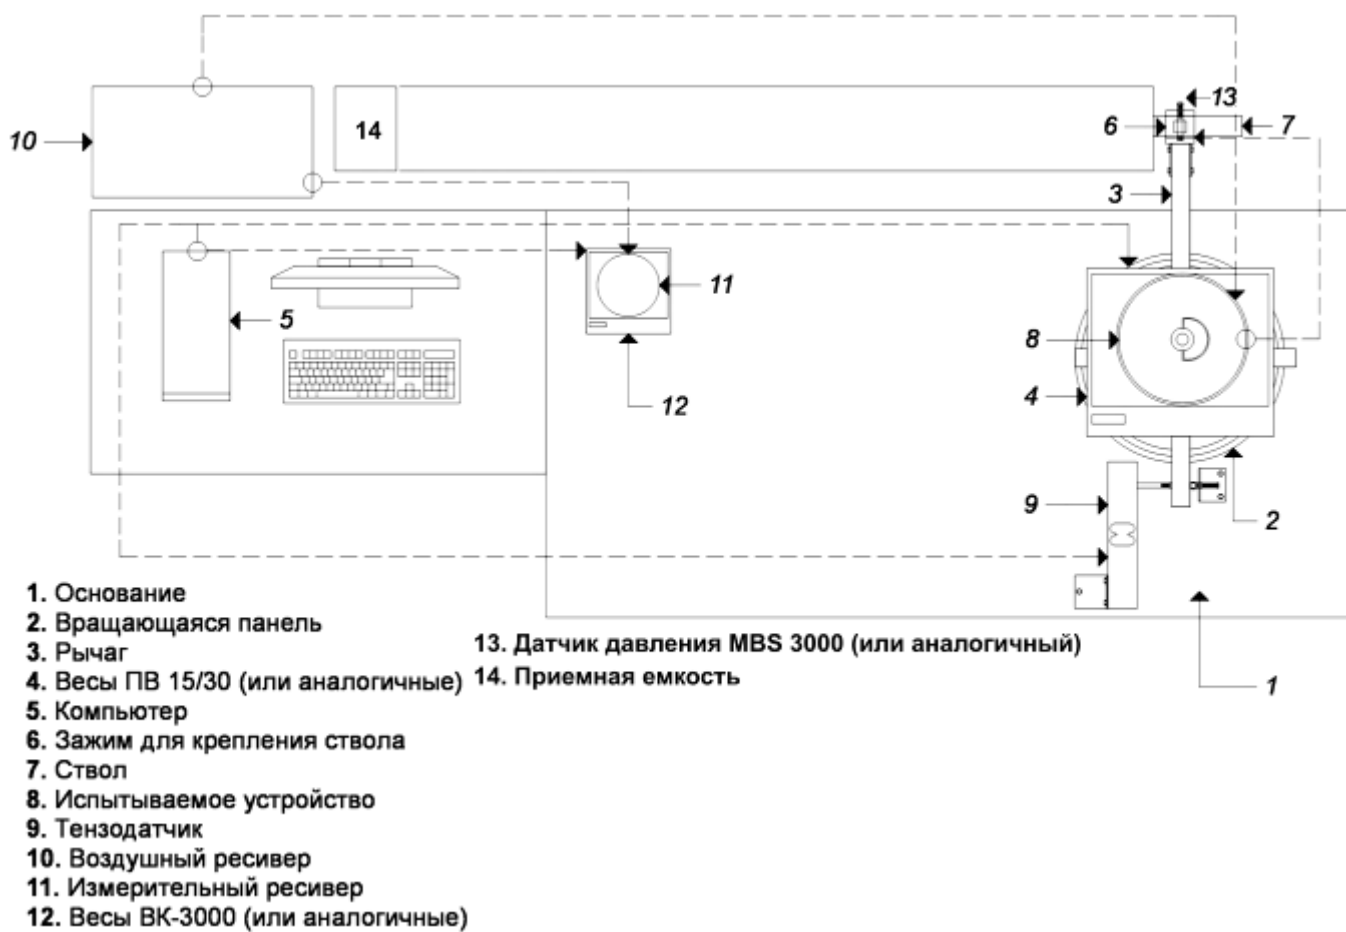 13
10
14
6
7
3
5
11
8
4
12
9
2
1
1. Основание
2. Вращающаяся панель
3. Рычаг
4. Весы ПВ 15/30 (или аналогичные)
5. Компьютер
6. Зажим для крепления ствола
7. Ствол
8. Испытываемое устройство
9. Тензодатчик
10. Воздушный ресивер
11. Измерительный ресивер
12. Весы ВК-3000 (или аналогичные)
13. Датчик давления MBS 3000 (или аналогичный)
14. Приемная емкость